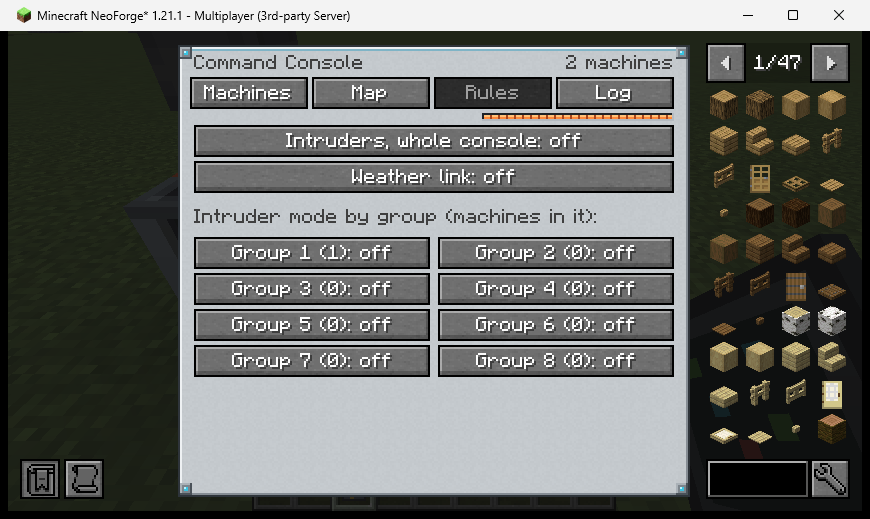 Minecraft NeoForge* 1.21.1 - Multiplayer (3rd-party Server)
Command Console 2 machines
Machines Map Rules Log
1/47
Intruders, whole console: off
Weather link: off
Intruder mode by group (machines in it):
Group 1 (1): off Group 2 (0): off
Group 3 (0): off Group 4 (0): off
Group 5 (0): off Group 6 (0): off
Group 7 (0): off Group 8 (0): off